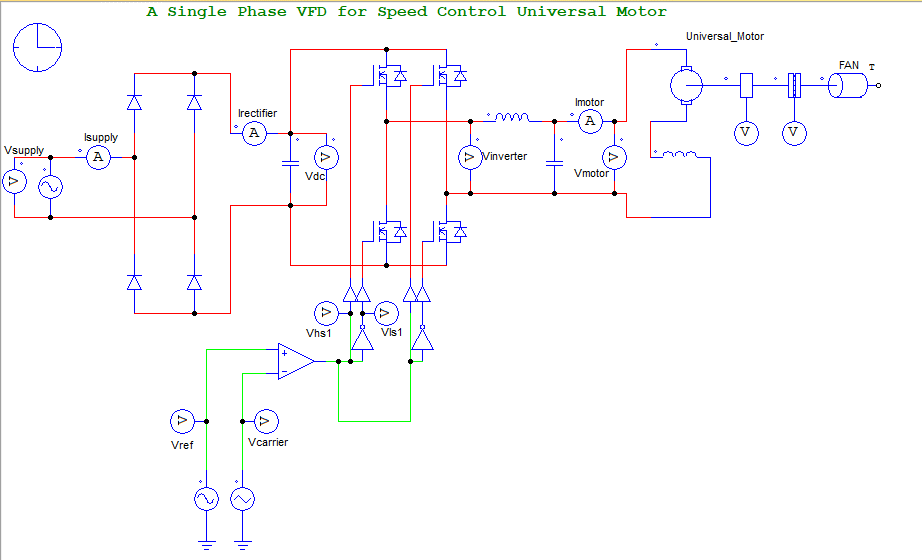 A Single Phase VFD for Speed Control Universal Motor
Universal_Motor
FAN T
Vsupply
Isupply
A
V
Irectifier
A
V
Vdc
V
Vinverter
Imotor
A
V
Vmotor
V
V
V
Vhs1
V
Vls1
V
Vref
V
Vcarrier